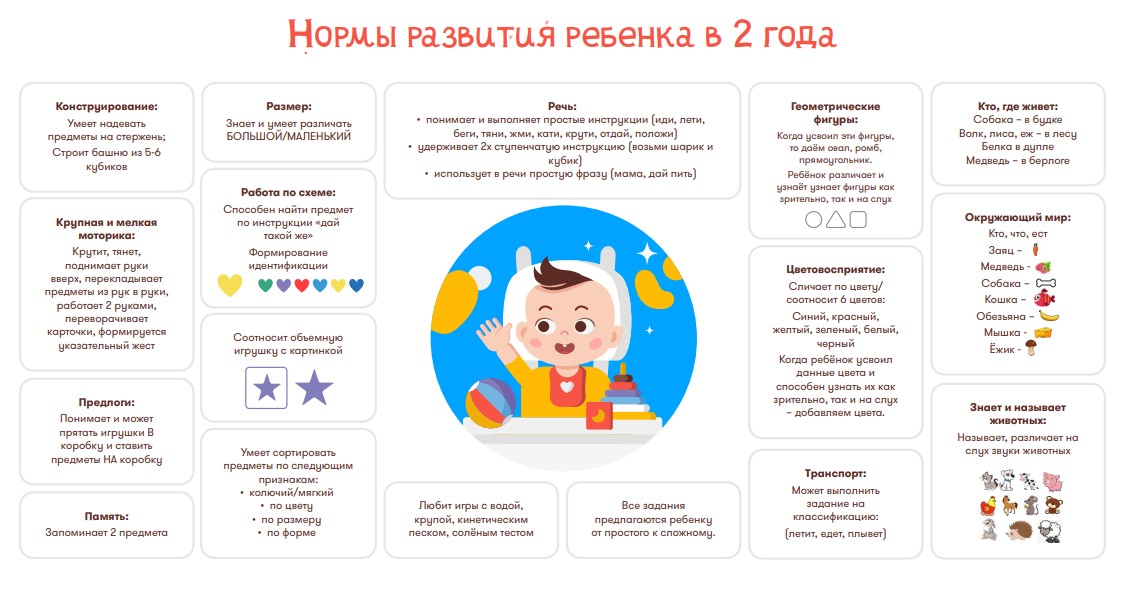 Нормы развития ребенка в 2 года
Конструирование:
Умеет надевать
предметы на стержень;
Строит башню из 5-6
кубиков
Крупная и мелкая
моторика:
Крутит, тянет,
поднимает руки
вверх, перекладывает
предметы из рук в руки,
работает 2 руками,
переворачивает
карточки, формируется
указательный жест
Предлоги:
Понимает и может
прятать игрушки В
коробку и ставить
предметы НА коробку
Память:
Запоминает 2 предмета
Размер:
Знает и умеет различать
БОЛЬШОЙ/МАЛЕНЬКИЙ
Работа по схеме:
Способен найти предмет
по инструкции «дай
такой же»
Формирование
идентификации
Соотносит объемную
игрушку с картинкой
Умеет сортировать
предметы по следующим
признакам:
• колючий/мягкий
• по цвету
• по размеру
• по форме
Речь:
• понимает и выполняет простые инструкции (иди, лети,
беги, тяни, жми, кати, крути, отдай, положи)
• удерживает 2х ступенчатую инструкцию (возьми шарик и
кубик)
• использует в речи простую фразу (мама, дай пить)
Любит игры с водой,
крупой, кинетическим
песком, солёным тестом
Все задания
предлагаются ребенку
от простого к сложному.
Геометрические
фигуры:
Когда усвоил эти фигуры,
то даём овал, ромб,
прямоугольник.
Ребёнок различает и
узнаёт узнает фигуры как
зрительно, так и на слух
Цветовосприятие:
Сличает по цвету/
соотносит 6 цветов:
Синий, красный,
желтый, зеленый, белый,
черный
Когда ребёнок усвоил
данные цвета и
способен узнать их как
зрительно, так и на слух
– добавляем цвета.
Транспорт:
Может выполнить
задание на
классификацию:
(летит, едет, плывет)
Кто, где живет:
Собака – в будке
Волк, лиса, еж – в лесу
Белка в дупле
Медведь – в берлоге
Окружающий мир:
Кто, что, ест
Заяц –
Медведь -
Собака –
Кошка –
Обезьяна –
Мышка -
Ёжик -
Знает и называет
животных:
Называет, различает на
слух звуки животных